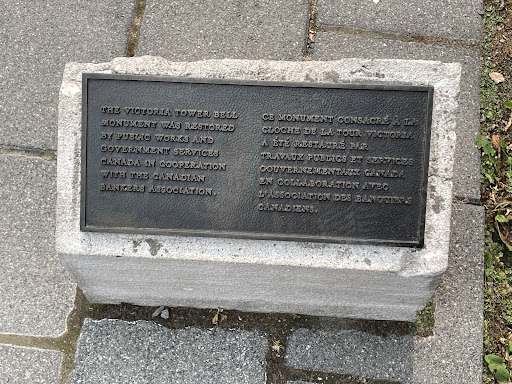 THE VICTORIA TOWER BELL
MONUMENT WAS RESTORED
BY PUBLIC WORKS AND
GOVERNMENT SERVICES
CANADA IN COOPERATION
WITH THE CANADIAN
BANKERS ASSOCIATION.
CE MONUMENT CONSACRÉ À LA
CLOCHE DE LA TOUR VICTORIA
A ÉTÉ RESTAURÉ PAR
TRAVAUX PUBLICS ET SERVICES
GOUVERNEMENTAUX CANADA
EN COLLABORATION AVEC
L'ASSOCIATION DES BANQUIERS
CANADIENS.